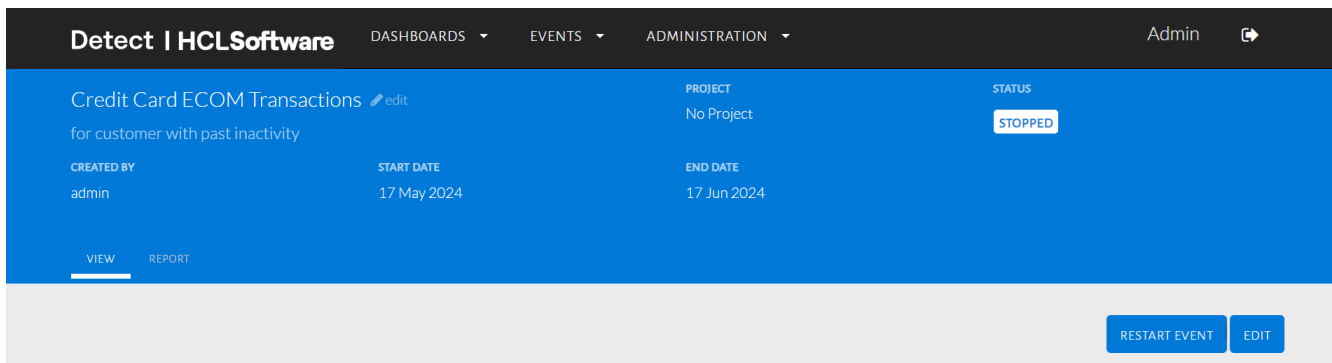 Detect | HCLSoftware DASHBOARDS EVENTS ADMINISTRATION Admin
Credit Card ECOM Transactions edit
for customer with past inactivity
PROJECT
No Project
STATUS
STOPPED
CREATED BY
admin
START DATE
17 May 2024
END DATE
17 Jun 2024
VIEW REPORT
RESTART EVENT EDIT